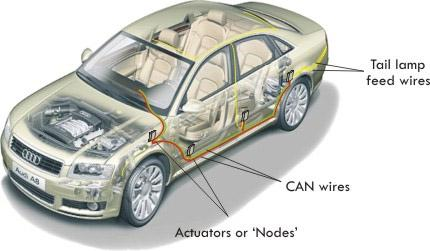 Tail lamp
feed wires
CAN wires
Audi A8
Actuators or ‘Nodes’